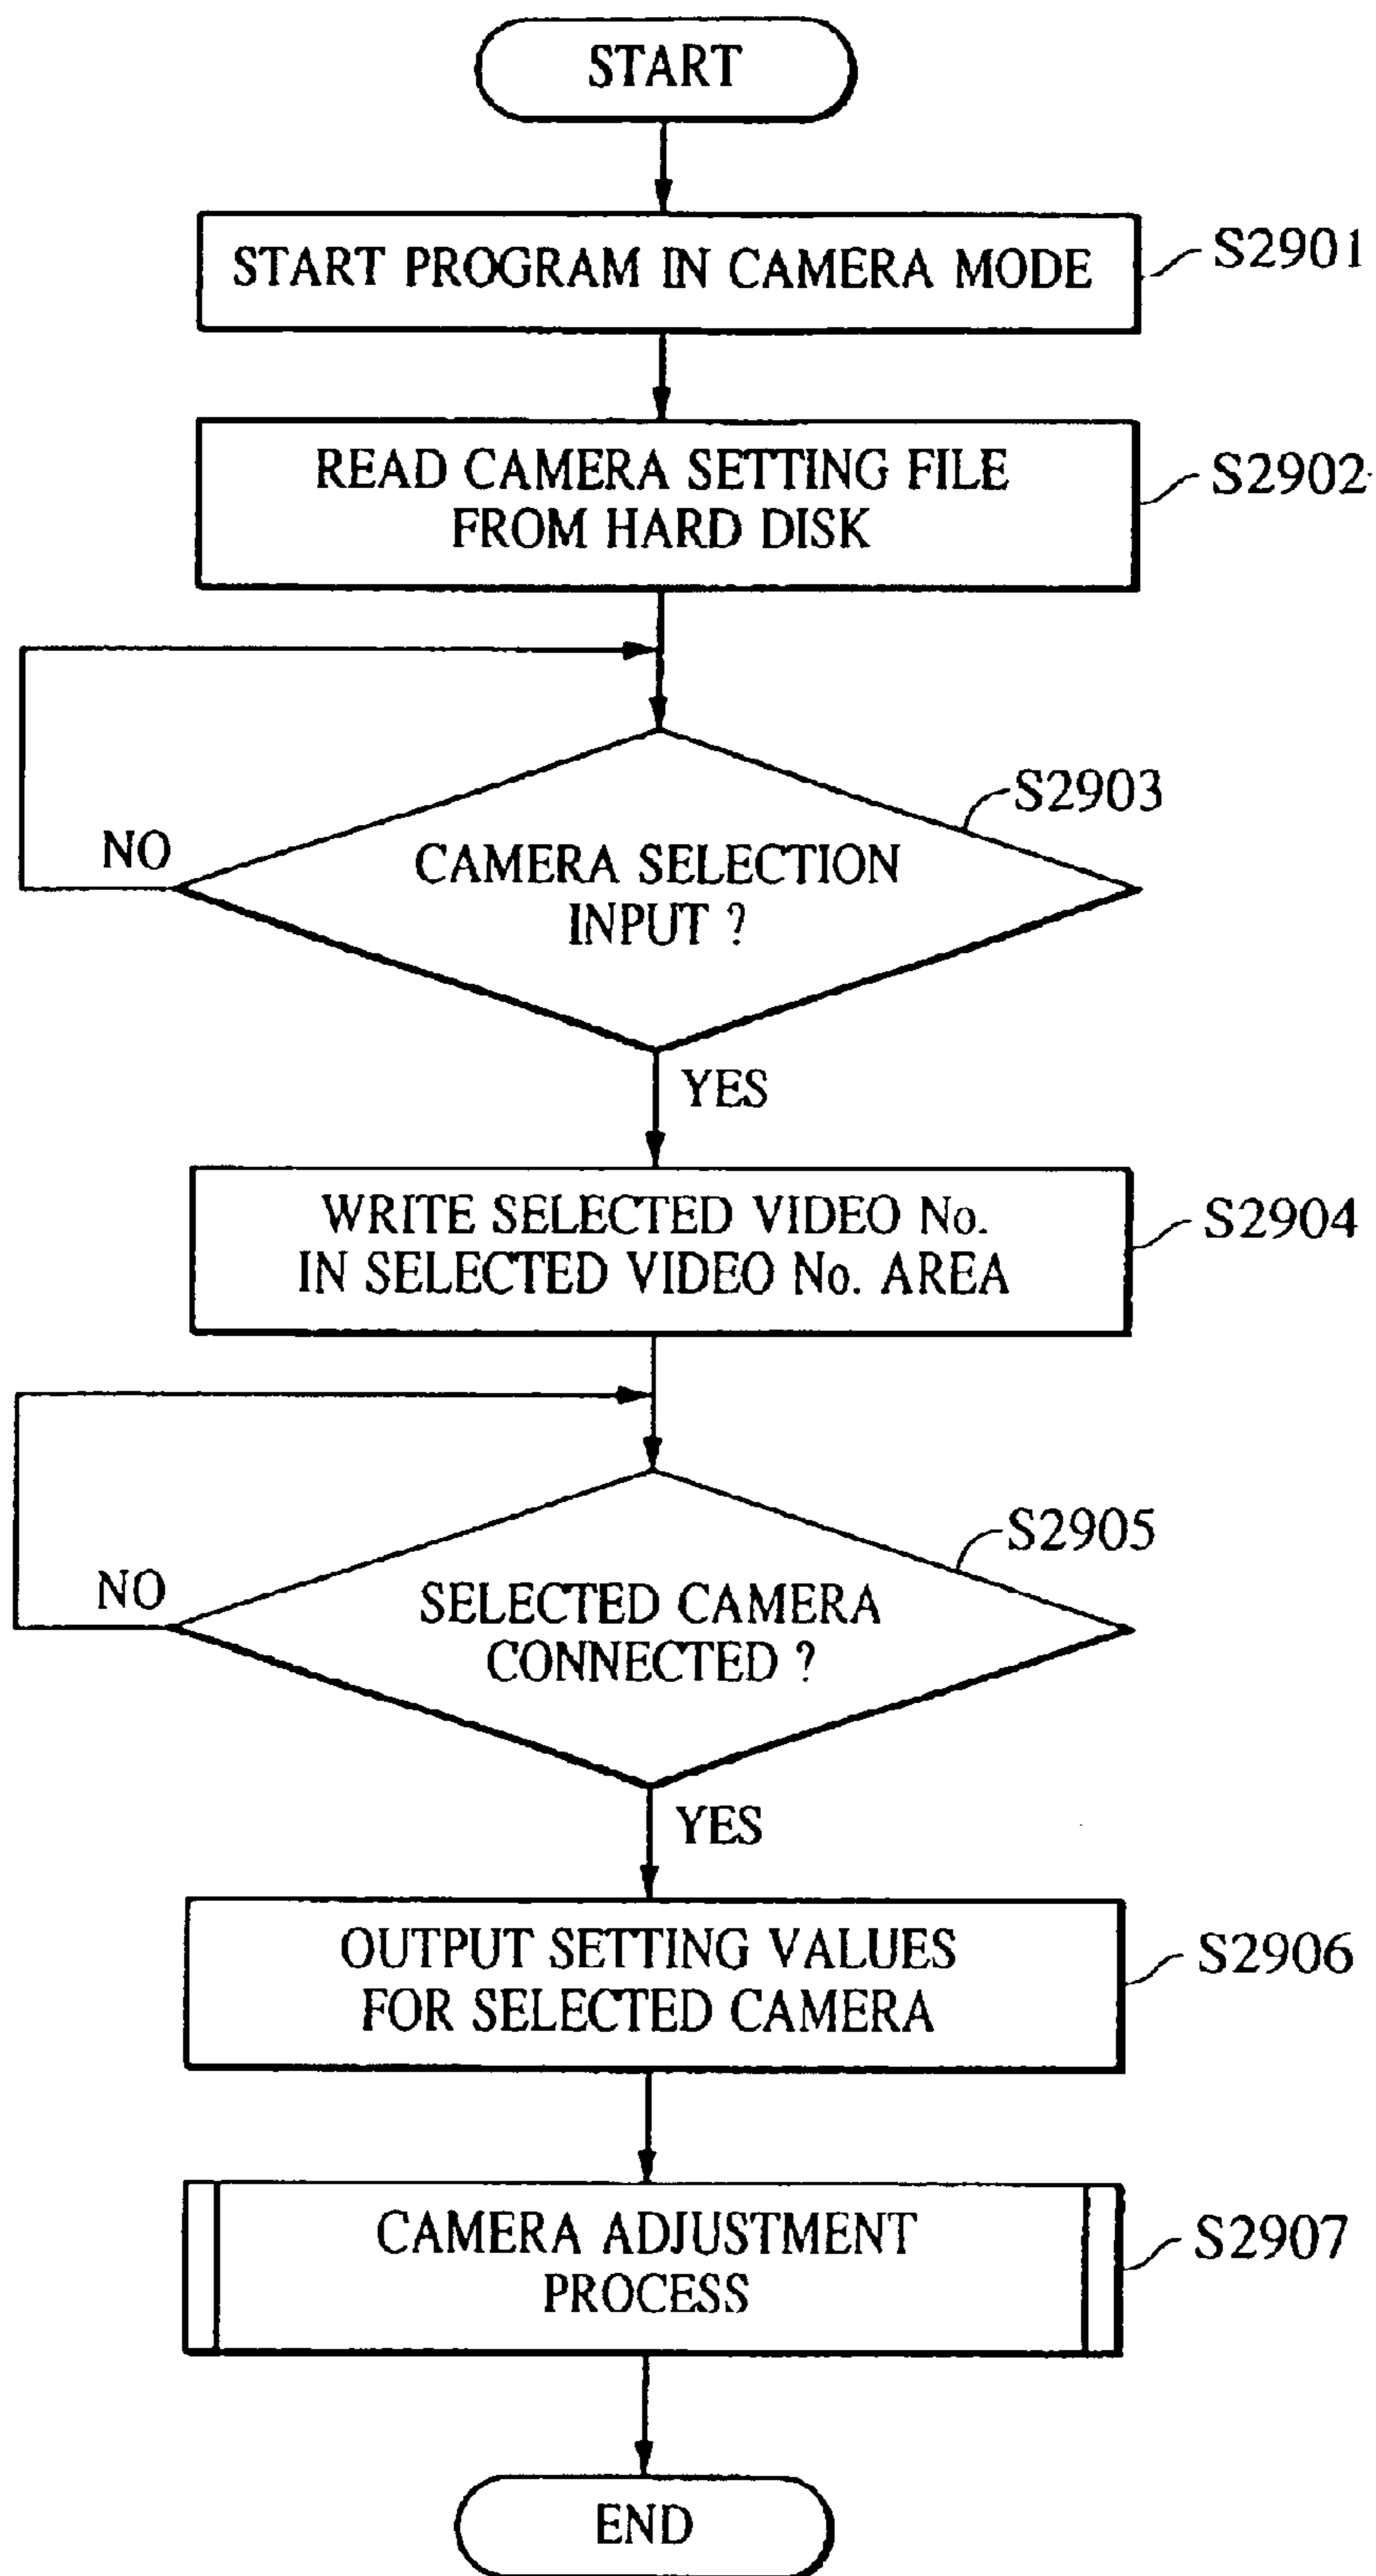 START
START PROGRAM IN CAMERA MODE
S2901
READ CAMERA SETTING FILE
FROM HARD DISK
S2902
S2903
NO
CAMERA SELECTION
INPUT ?
YES
WRITE SELECTED VIDEO No.
IN SELECTED VIDEO No. AREA
S2904
S2905
NO
SELECTED CAMERA
CONNECTED ?
YES
OUTPUT SETTING VALUES
FOR SELECTED CAMERA
S2906
CAMERA ADJUSTMENT
PROCESS
S2907
END